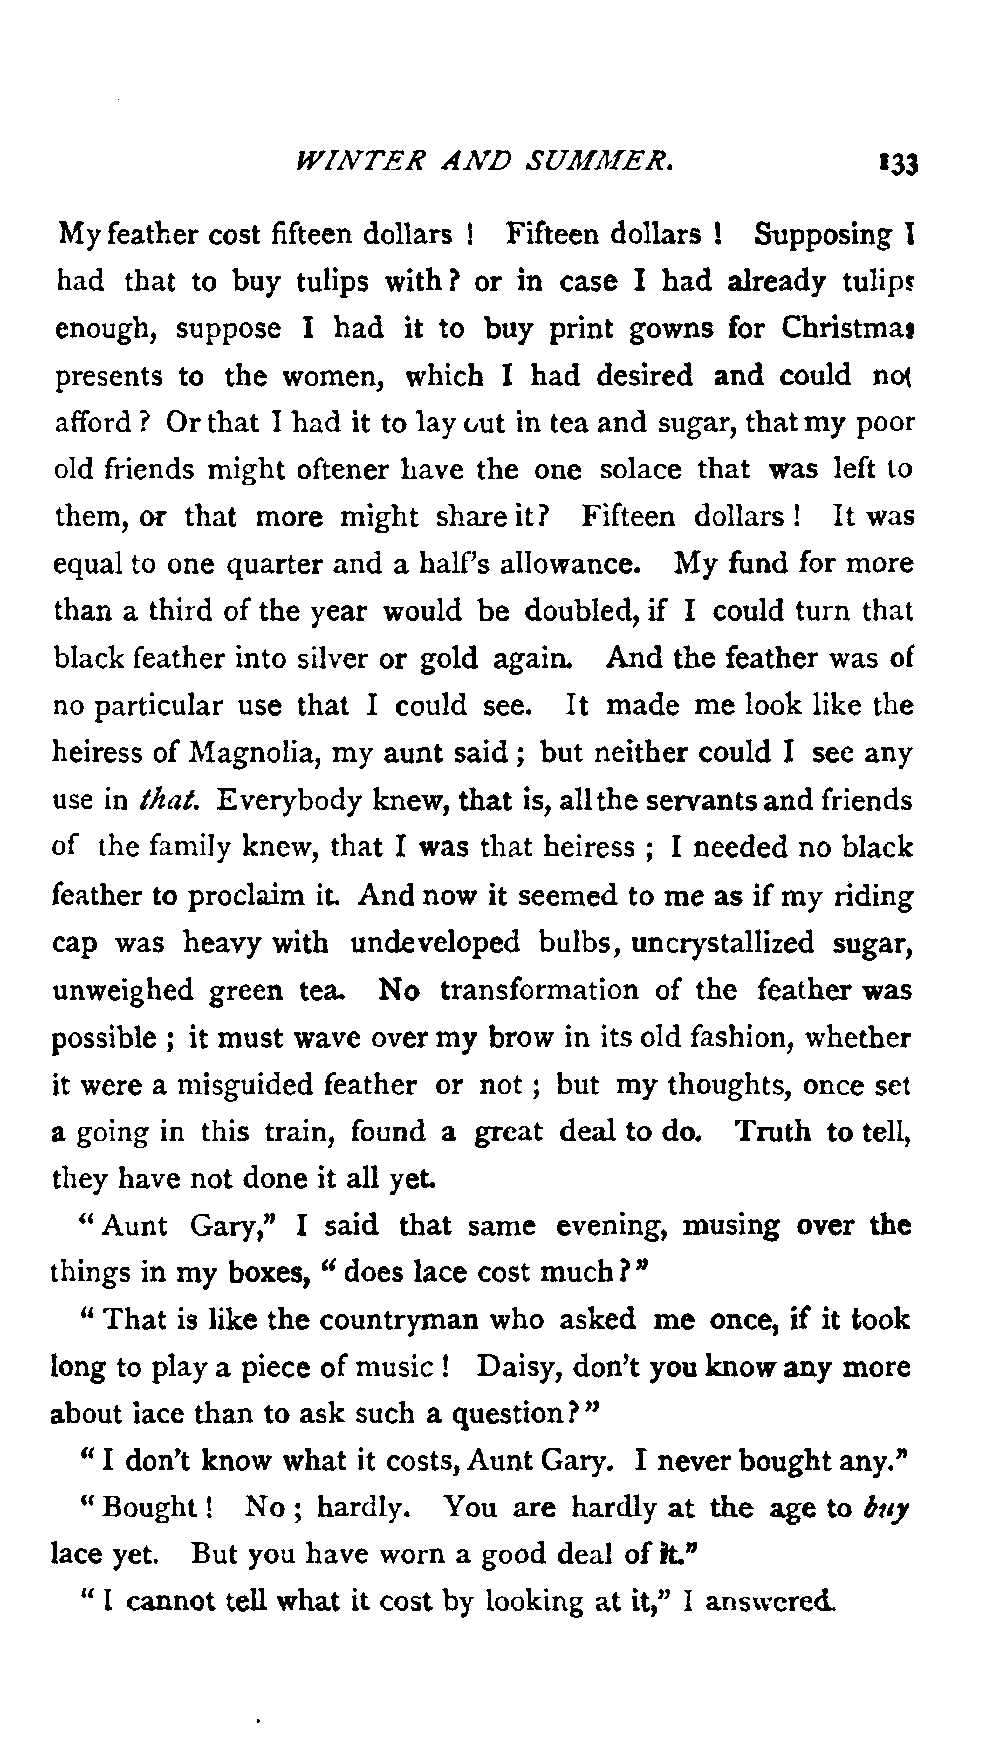 WINTER AND SUMMER. 133
My feather cost fifteen dollars ! Fifteen dollars ! Supposing I
had that to buy tulips with ? or in case I had already tulips
enough, suppose I had it to buy print gowns for Christmas
presents to the women, which I had desired and could not
afford ? Or that I had it to lay out in tea and sugar, that my poor
old friends might oftener have the one solace that was left to
them, or that more might share it ? Fifteen dollars ! It was
equal to one quarter and a half's allowance. My fund for more
than a third of the year would be doubled, if I could turn that
black feather into silver or gold again. And the feather was of
no particular use that I could see. It made me look like the
heiress of Magnolia, my aunt said ; but neither could I see any
use in that. Everybody knew, that is, all the servants and friends
of the family knew, that I was that heiress ; I needed no black
feather to proclaim it. And now it seemed to me as if my riding
cap was heavy with undeveloped bulbs, uncrystallized sugar,
unweighed green tea. No transformation of the feather was
possible ; it must wave over my brow in its old fashion, whether
it were a misguided feather or not ; but my thoughts, once set
a going in this train, found a great deal to do. Truth to tell,
they have not done it all yet.
"Aunt Gary," I said that same evening, musing over the
things in my boxes, "does lace cost much ?"
"That is like the countryman who asked me once, if it took
long to play a piece of music ! Daisy, don't you know any more
about lace than to ask such a question ?"
"I don't know what it costs, Aunt Gary. I never bought any."
"Bought ! No ; hardly. You are hardly at the age to buy
lace yet. But you have worn a good deal of it."
"I cannot tell what it cost by looking at it," I answered.